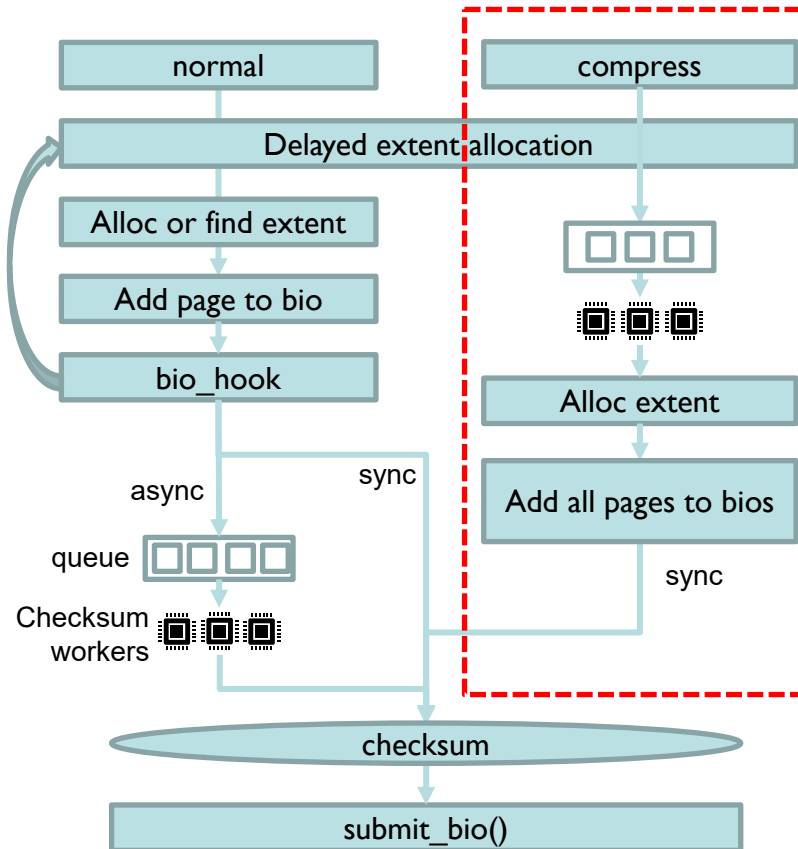 normal
compress
Delayed extent allocation
Alloc or find extent
Add page to bio
bio_hook
Alloc extent
async
sync
Add all pages to bios
queue
sync
Checksum
workers
checksum
submit_bio()